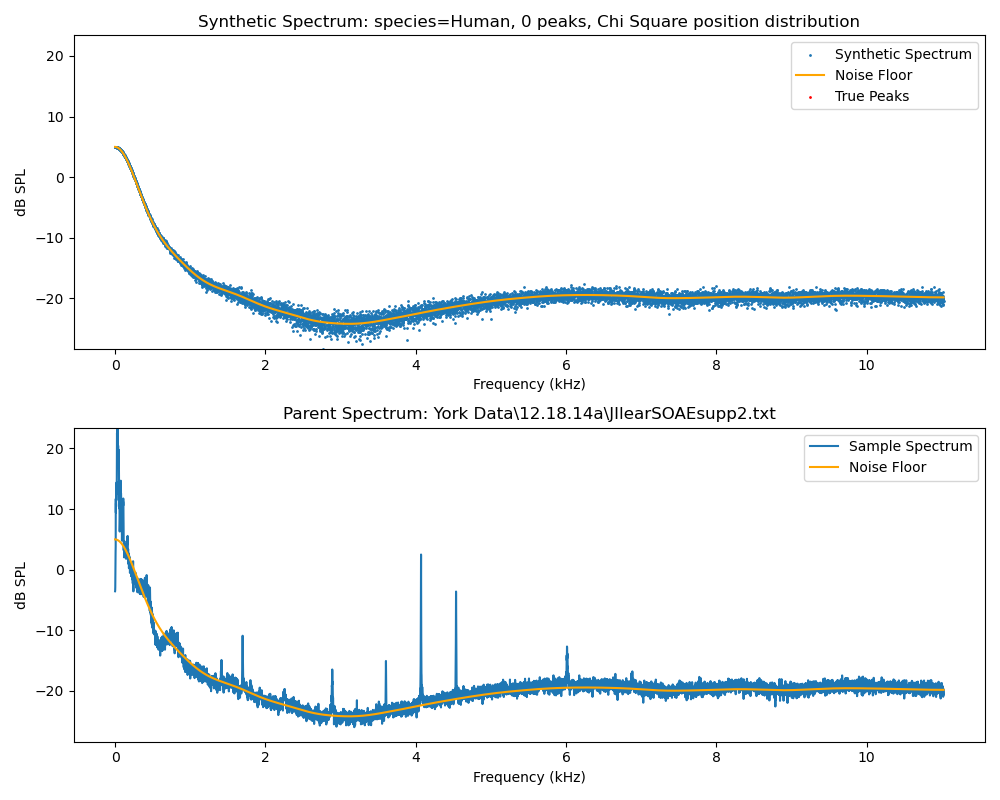 Synthetic Spectrum: species=Human, 0 peaks, Chi Square position distribution
20
10
0
−10
−20
dB SPL
Synthetic Spectrum
Noise Floor
True Peaks
0 2 4 6 8 10
Frequency (kHz)
Parent Spectrum: York Data\12.18.14a\JIlearSOAEsupp2.txt
20
10
0
−10
−20
dB SPL
Sample Spectrum
Noise Floor
0 2 4 6 8 10
Frequency (kHz)